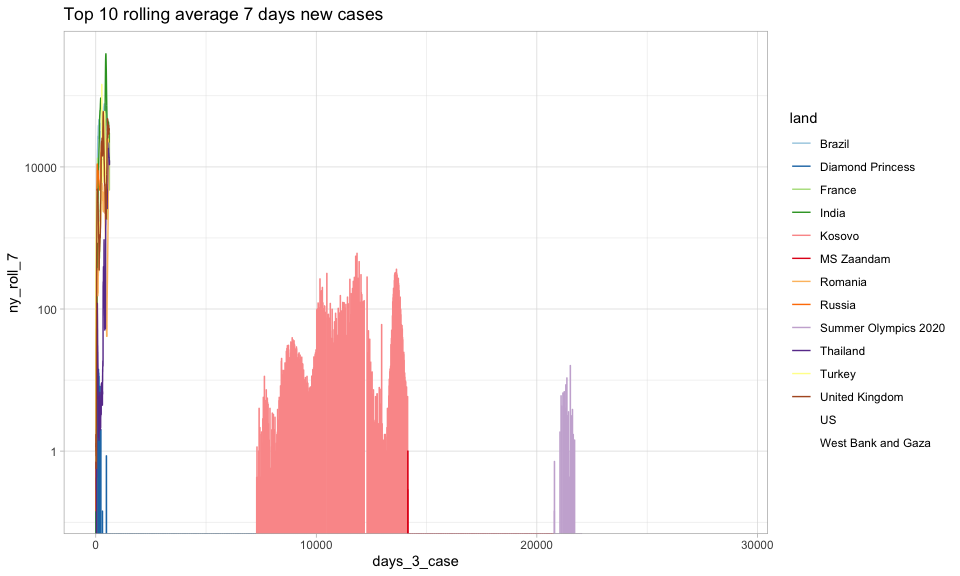 Top 10 rolling average 7 days new cases
ny_roll_7
10000
100
1
0
10000
20000
30000
days_3_case
land
Brazil
Diamond Princess
France
India
Kosovo
MS Zaandam
Romania
Russia
Summer Olympics 2020
Thailand
Turkey
United Kingdom
US
West Bank and Gaza